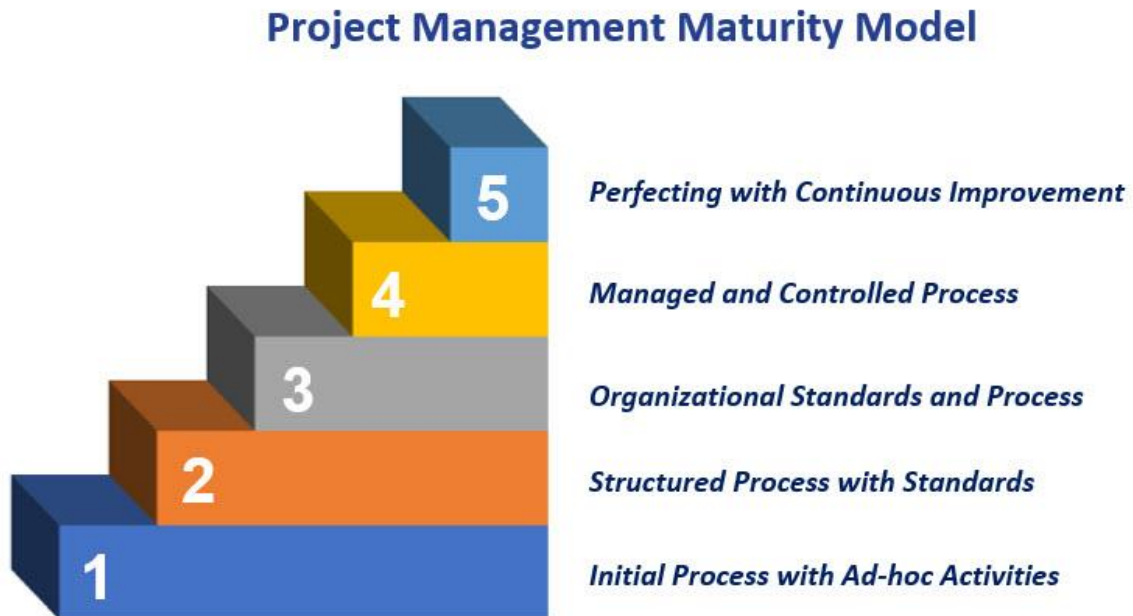 Project Management Maturity Model
5 Perfecting with Continuous Improvement
4 Managed and Controlled Process
3 Organizational Standards and Process
2 Structured Process with Standards
1 Initial Process with Ad-hoc Activities